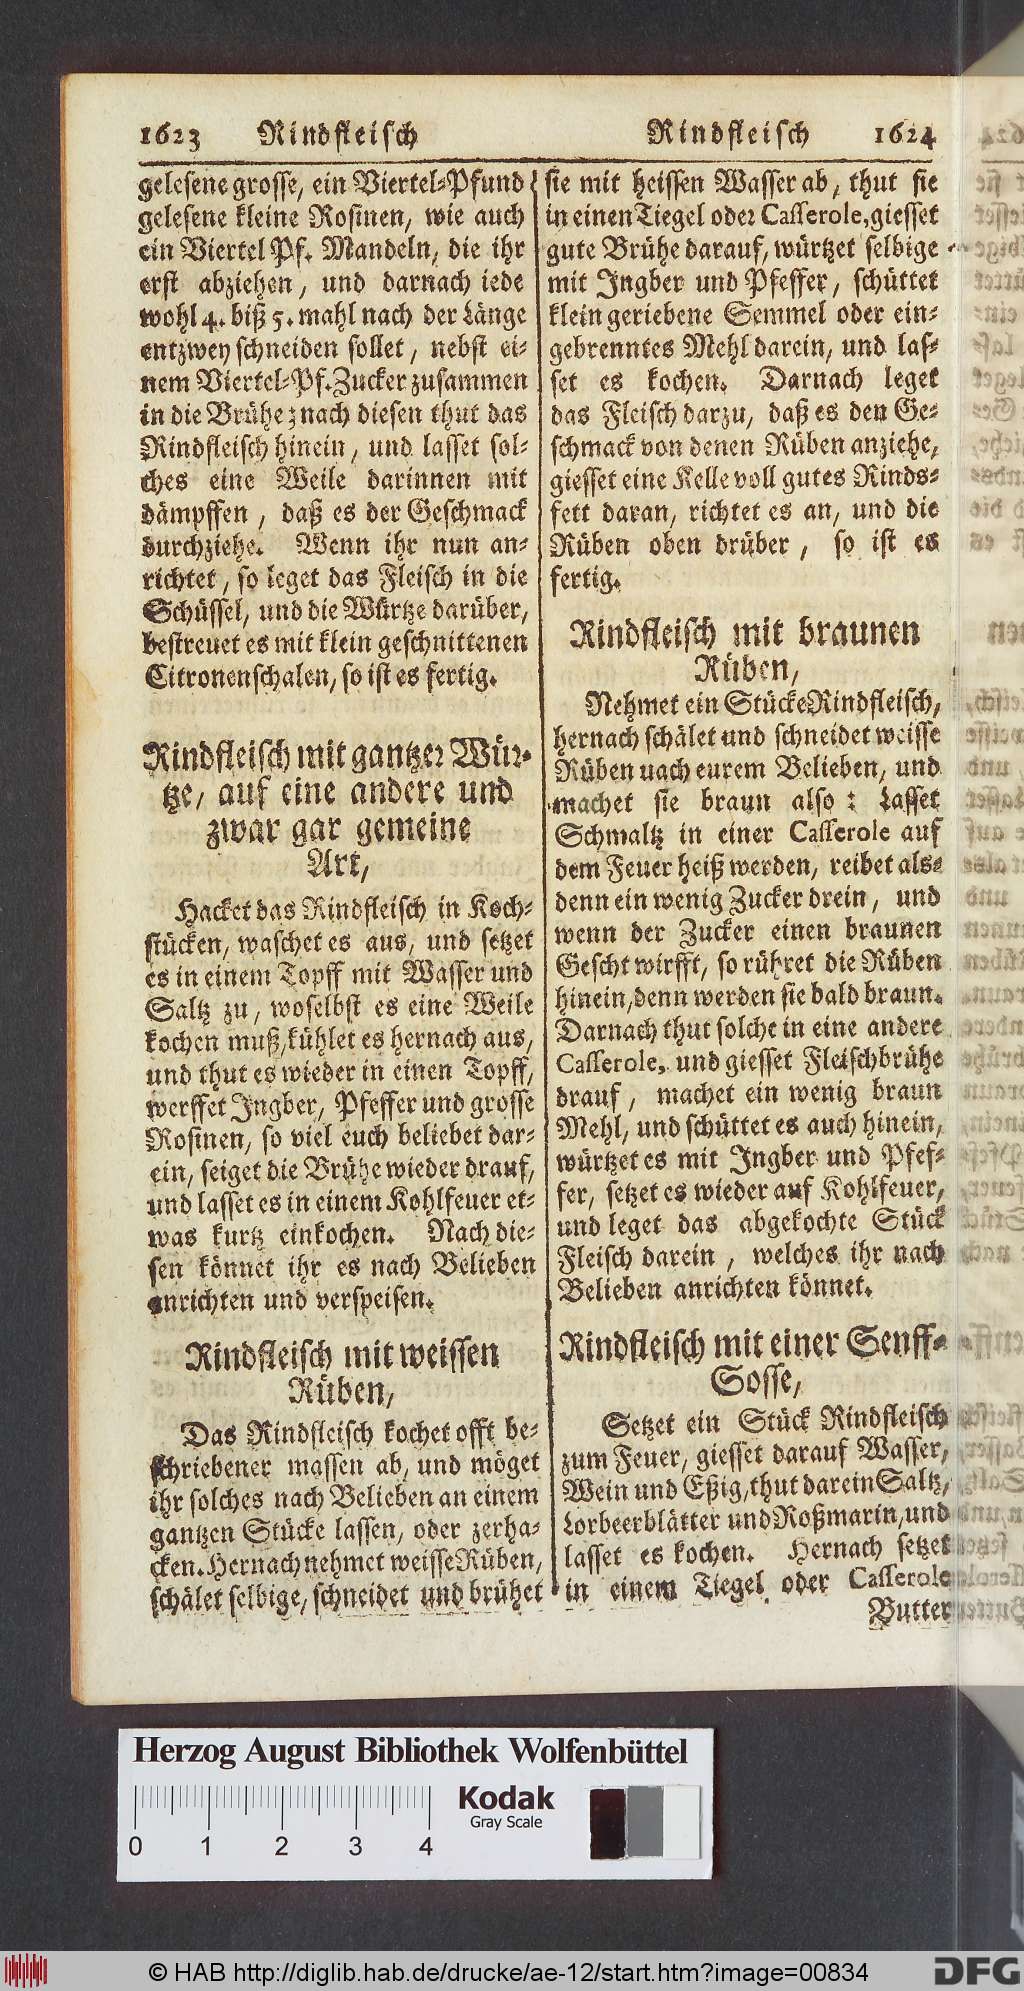 1623 Rindfleisch
gelesene grosse, ein Viertel-Pfund
gelesene kleine Rosinen, wie auch
ein Viertel Pf. Mandeln, die ihr
erst abziehen, und darnach iede
wohl 4. biß 5. mahl nach der Länge
entzwey schneiden sollet, nebst ei-
nem Viertel-Pf. Zucker zusammen
in die Brühe; nach diesen thut das
Rindfleisch hinein, und lasset sol-
ches eine Weile darinnen mit
dämpffen, daß es der Geschmack
durchziehe. Wenn ihr nun an-
richtet, so leget das Fleisch in die
Schüssel, und die Würtze darüber,
bestreuet es mit klein geschnittenen
Citronenschalen, so ist es fertig.
Rindfleisch mit gantzer Wür-
tze, auf eine andere und
zwar gar gemeine
Art,
Hacket das Rindfleisch in Koch-
stücken, waschet es aus, und setzet
es in einem Topff mit Wasser und
Saltz zu, woselbst es eine Weile
kochen muß, kühlet es hernach aus,
und thut es wieder in einen Topff,
werffet Ingber, Pfeffer und grosse
Rosinen, so viel euch beliebet dar-
ein, seiget die Brühe wieder drauf,
und lasset es in einem Kohlfeuer et-
was kurtz einkochen. Nach die-
sen könnet ihr es nach Belieben
anrichten und verspeisen.
Rindfleisch mit weissen
Rüben,
Das Rindfleisch kochet offt be-
schriebener massen ab, und möget
ihr solches nach Belieben an einem
gantzen Stücke lassen, oder zerha-
cken. Hernach nehmet weisse Rüben,
schälet selbige, schneidet und brühet
Rindfleisch 1624
sie mit heissen Wasser ab, thut sie
in einen Tiegel oder Casserole, giesset
gute Brühe darauf, würtzet selbige
mit Ingber und Pfeffer, schüttet
klein geriebene Semmel oder ein-
gebrenntes Mehl darein, und las-
set es kochen. Darnach leget
das Fleisch darzu, daß es den Ge-
schmack von denen Rüben anziehe,
giesset eine Kelle voll gutes Rinds-
fett daran, richtet es an, und die
Rüben oben drüber, so ist es
fertig.
Rindfleisch mit braunen
Rüben,
Nehmet ein Stücke Rindfleisch,
hernach schälet und schneidet weisse
Rüben nach eurem Belieben, und
machet sie braun also: Lasset
Schmaltz in einer Casserole auf
dem Feuer heiß werden, reibet als-
denn ein wenig Zucker drein, und
wenn der Zucker einen braunen
Gescht wirfft, so rühret die Rüben
hinein, denn werden sie bald braun.
Darnach thut solche in eine andere
Casserole, und giesset Fleischbrühe
drauf, machet ein wenig braun
Mehl, und schüttet es auch hinein,
würtzet es mit Ingber und Pfef-
fer, setzet es wieder auf Kohlfeuer,
und leget das abgekochte Stück
Fleisch darein, welches ihr nach
Belieben anrichten könnet.
Rindfleisch mit einer Senff-
Sosse,
Setzet ein Stück Rindfleisch
zum Feuer, giesset darauf Wasser,
Wein und Eßig, thut darein Saltz,
Lorbeerblätter und Roßmarin, und
lasset es kochen. Hernach setzet
in einem Tiegel oder Casserole
Butter
Herzog August Bibliothek Wolfenbüttel
0 1 2 3 4
Kodak
Gray Scale
© HAB http://diglib.hab.de/drucke/ae-12/start.htm?image=00834
DFG